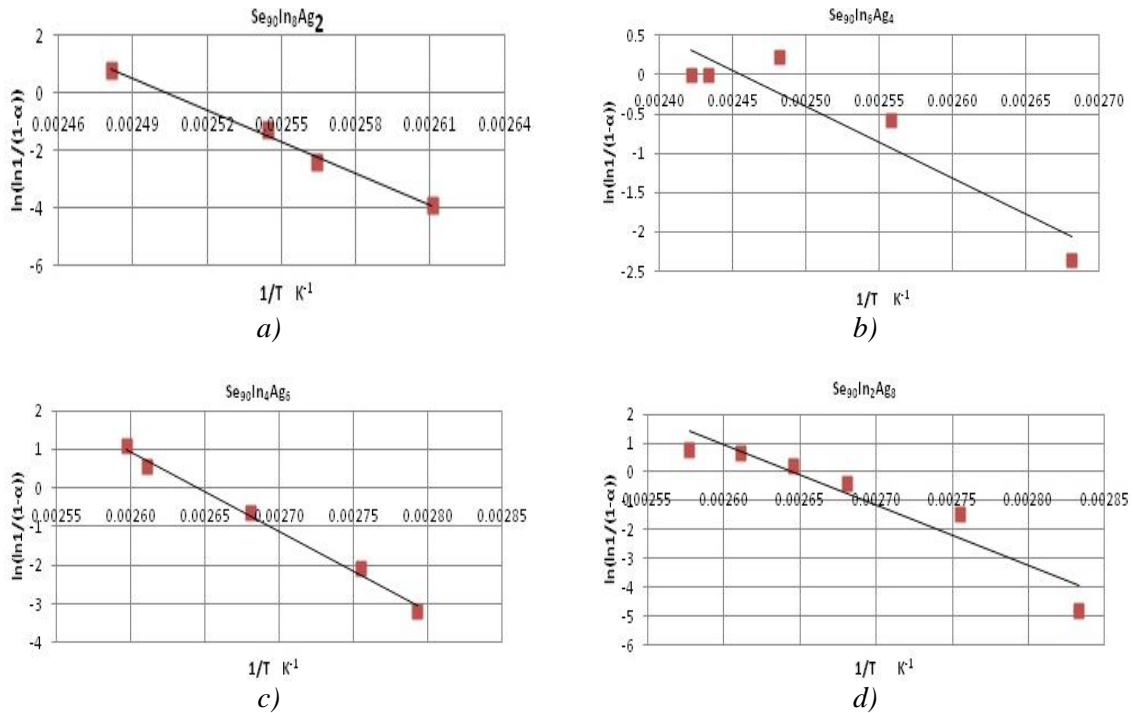 Se₉₀In₈Ag₂
2
0
-2
-4
-6
0.00246 0.00249 0.00252 0.00255 0.00258 0.00261 0.00264
ln(ln1/(1-α))
1/T K⁻¹
a)
Se₉₀In₆Ag₄
0.5
0
-0.5
-1
-1.5
-2
-2.5
0.00240 0.00245 0.00250 0.00255 0.00260 0.00265 0.00270
ln(ln1/(1-α))
1/T K⁻¹
b)
Se₉₀In₄Ag₆
2
1
0
-1
-2
-3
-4
0.00255 0.00260 0.00265 0.00270 0.00275 0.00280 0.00285
ln(ln1/(1-α))
1/T K⁻¹
c)
Se₉₀In₂Ag₈
2
1
0
-1
-2
-3
-4
-5
-6
0.00255 0.00260 0.00265 0.00270 0.00275 0.00280 0.00285
ln(ln1/(1-α))
1/T K⁻¹
d)